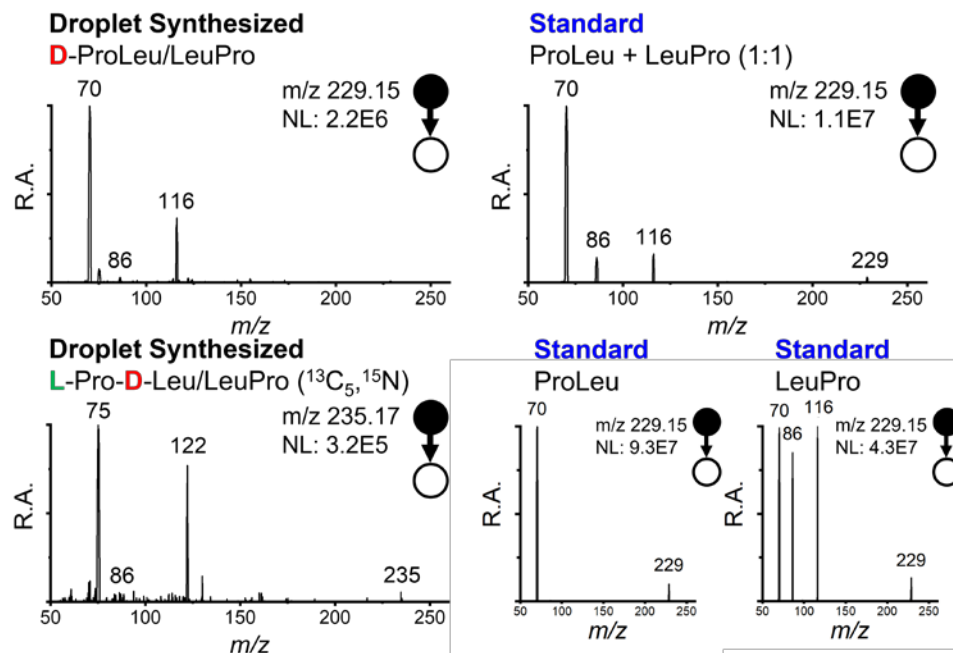 Droplet Synthesized
D-ProLeu/LeuPro
70
m/z 229.15
NL: 2.2E6
116
86
R.A.
50
100
150
200
250
m/z
Standard
ProLeu + LeuPro (1:1)
70
m/z 229.15
NL: 1.1E7
86
116
229
R.A.
50
100
150
200
250
m/z
Droplet Synthesized
L-Pro-D-Leu/LeuPro (¹³C₅,¹⁵N)
75
m/z 235.17
NL: 3.2E5
122
86
235
R.A.
50
100
150
200
250
m/z
Standard
ProLeu
70
m/z 229.15
NL: 9.3E7
229
R.A.
50
100
150
200
250
m/z
Standard
LeuPro
70
116
86
m/z 229.15
NL: 4.3E7
229
R.A.
50
100
150
200
250
m/z